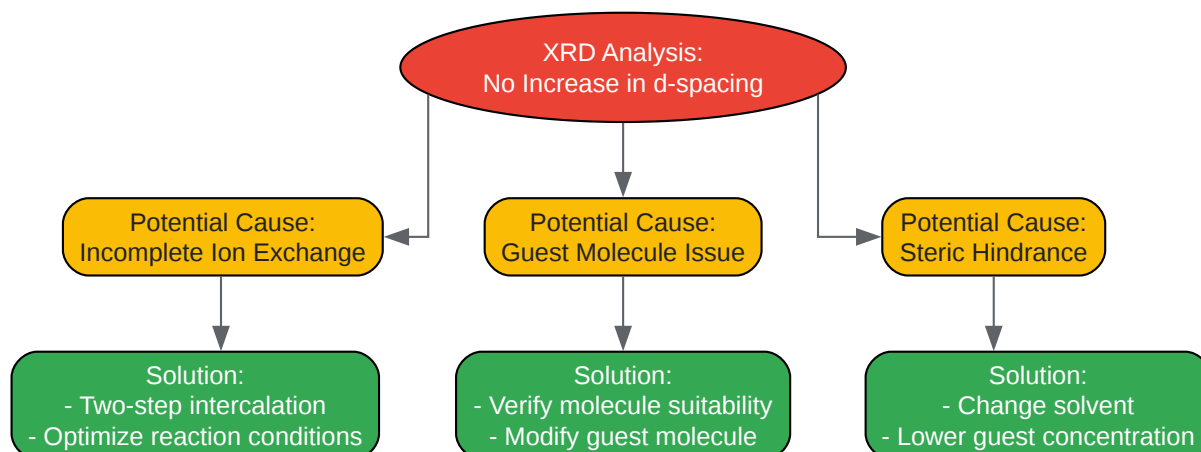 XRD Analysis:
No Increase in d-spacing
Potential Cause:
Incomplete Ion Exchange
Potential Cause:
Guest Molecule Issue
Potential Cause:
Steric Hindrance
Solution:
- Two-step intercalation
- Optimize reaction conditions
Solution:
- Verify molecule suitability
- Modify guest molecule
Solution:
- Change solvent
- Lower guest concentration